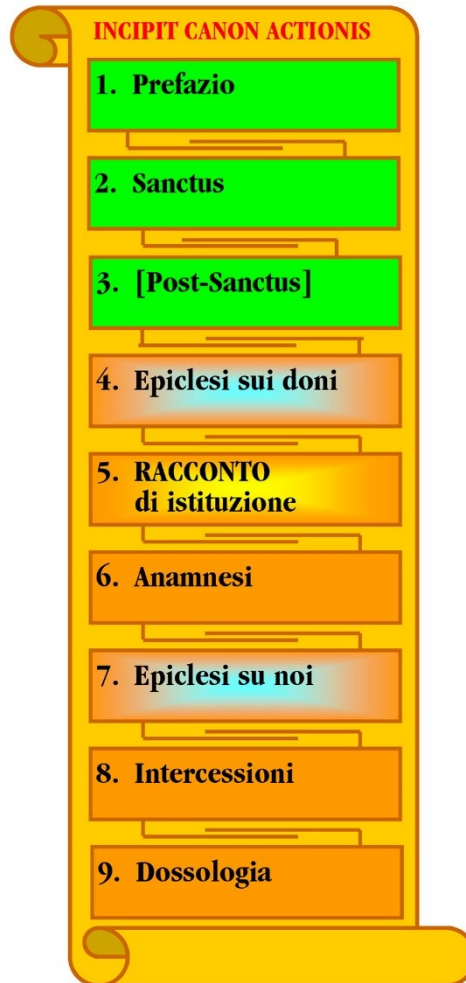 INCIPIT CANON ACTIONIS
1. Prefazio
2. Sanctus
3. [Post-Sanctus]
4. Epiclesi sui doni
5. RACCONTO
di istituzione
6. Anamnesi
7. Epiclesi su noi
8. Intercessioni
9. Dossologia